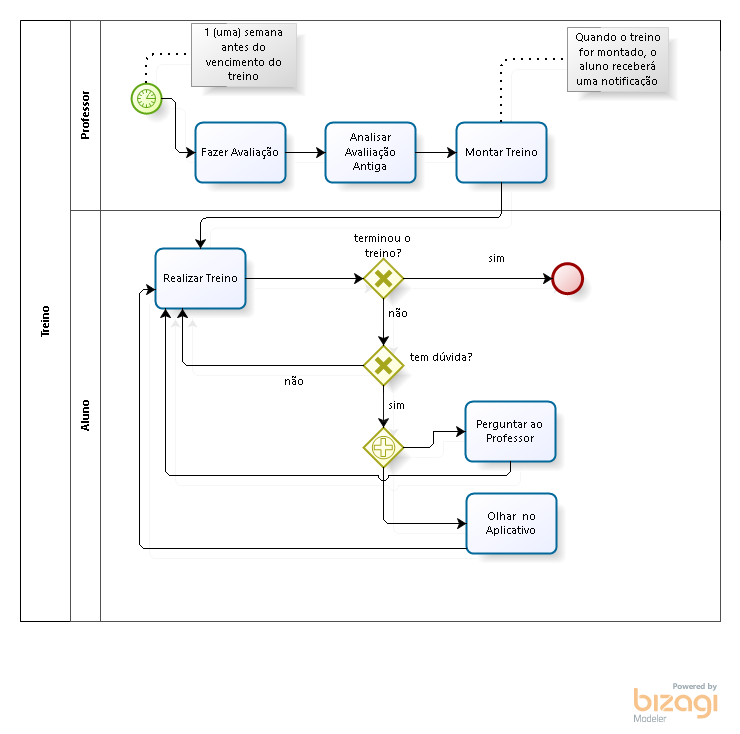 Treino
Professor
1 (uma) semana
antes do
vencimento do
treino
Quando o treino
for montado, o
aluno receberá
uma notificação
Fazer Avaliação
Analisar
Avaliiação
Antiga
Montar Treino
Aluno
Realizar Treino
terminou o
treino?
sim
não
tem dúvida?
não
sim
Perguntar ao
Professor
Olhar no
Aplicativo
Powered by
bizagi
Modeler